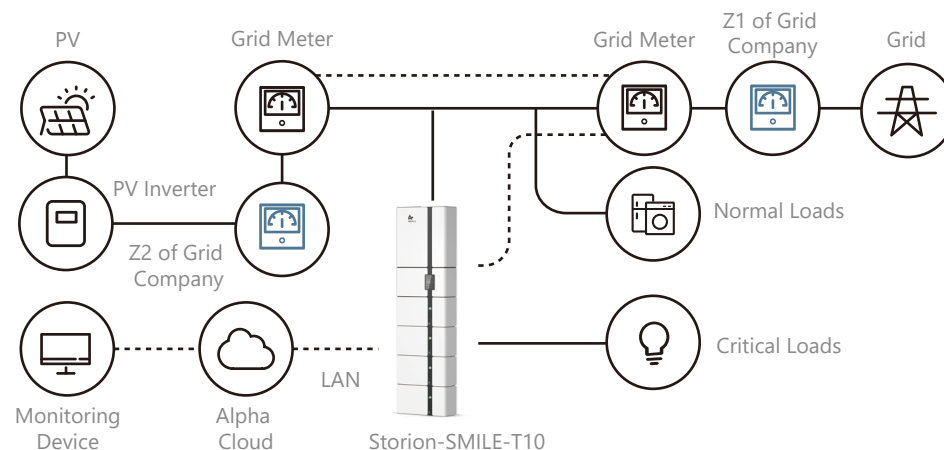 PV
Grid Meter
Grid Meter
Z1 of Grid
Company
Grid
PV Inverter
Z2 of Grid
Company
Normal Loads
Critical Loads
LAN
Monitoring
Device
Alpha
Cloud
Storion-SMILE-T10